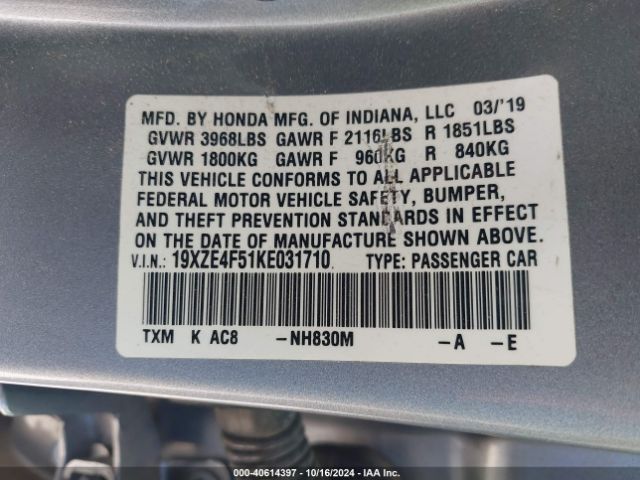 MFD. BY HONDA MFG. OF INDIANA, LLC 03/'19
GVWR 3968LBS GAWR F 2116LBS R 1851LBS
GVWR 1800KG GAWR F 960KG R 840KG
THIS VEHICLE CONFORMS TO ALL APPLICABLE
FEDERAL MOTOR VEHICLE SAFETY, BUMPER,
AND THEFT PREVENTION STANDARDS IN EFFECT
ON THE DATE OF MANUFACTURE SHOWN ABOVE.
V.I.N.: 19XZE4F51KE031710 TYPE: PASSENGER CAR
TXM K AC8 -NH830M -A -E
0 - 40614397 - 10/16/2024 - IAA Inc.